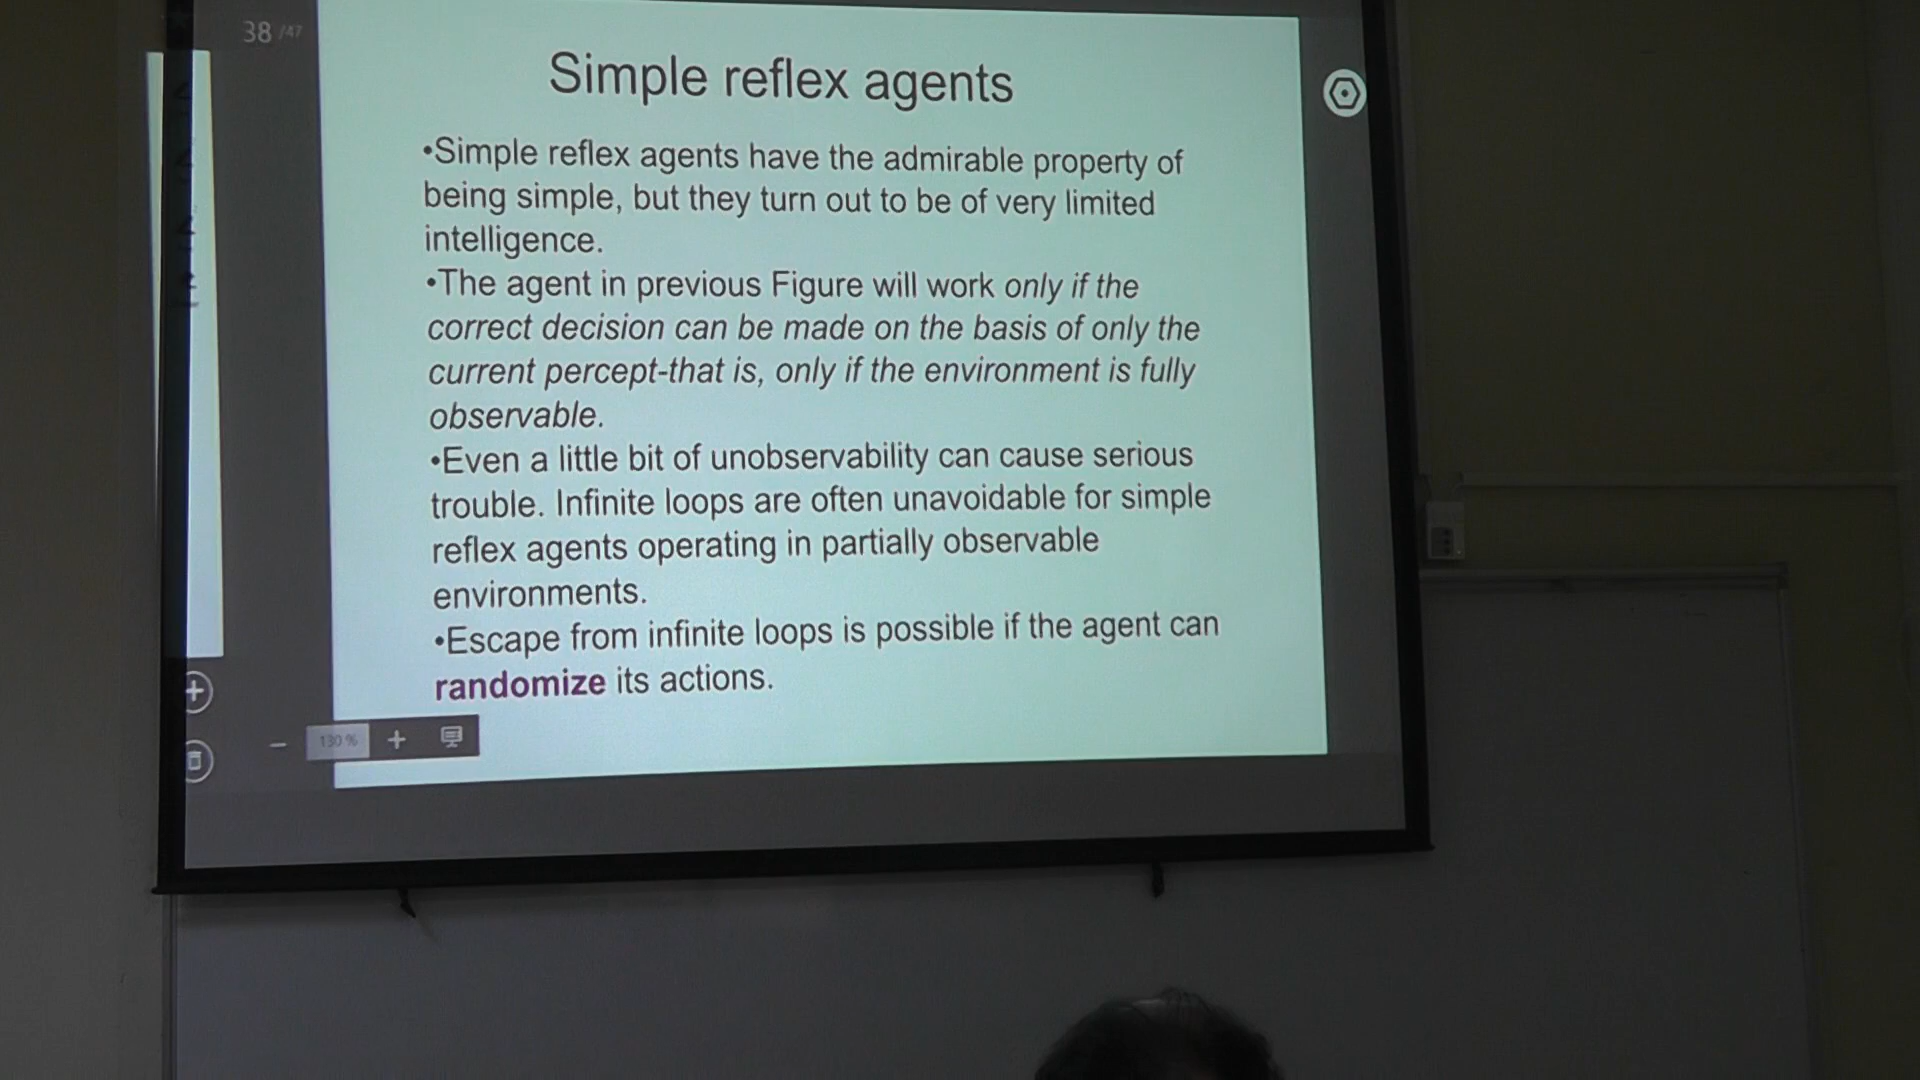 38 /47
Simple reflex agents
•Simple reflex agents have the admirable property of
being simple, but they turn out to be of very limited
intelligence.
•The agent in previous Figure will work only if the
correct decision can be made on the basis of only the
current percept-that is, only if the environment is fully
observable.
•Even a little bit of unobservability can cause serious
trouble. Infinite loops are often unavoidable for simple
reflex agents operating in partially observable
environments.
•Escape from infinite loops is possible if the agent can
randomize its actions.
130 %